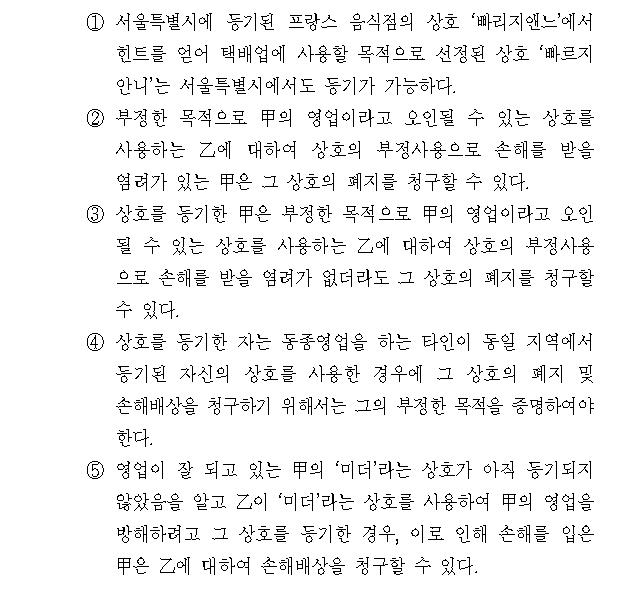 ① 서울특별시에 등기된 프랑스 음식점의 상호 ‘빠리지앤느’에서
힌트를 얻어 택배업에 사용할 목적으로 선정된 상호 ‘빠르지
안니’는 서울특별시에서도 등기가 가능하다.
② 부정한 목적으로 甲의 영업이라고 오인될 수 있는 상호를
사용하는 乙에 대하여 상호의 부정사용으로 손해를 받을
염려가 있는 甲은 그 상호의 폐지를 청구할 수 있다.
③ 상호를 등기한 甲은 부정한 목적으로 甲의 영업이라고 오인
될 수 있는 상호를 사용하는 乙에 대하여 상호의 부정사용
으로 손해를 받을 염려가 없더라도 그 상호의 폐지를 청구할
수 있다.
④ 상호를 등기한 자는 동종영업을 하는 타인이 동일 지역에서
등기된 자신의 상호를 사용한 경우에 그 상호의 폐지 및
손해배상을 청구하기 위해서는 그의 부정한 목적을 증명하여야
한다.
⑤ 영업이 잘 되고 있는 甲의 ‘미더’라는 상호가 아직 등기되지
않았음을 알고 乙이 ‘미더’라는 상호를 사용하여 甲의 영업을
방해하려고 그 상호를 등기한 경우, 이로 인해 손해를 입은
甲은 乙에 대하여 손해배상을 청구할 수 있다.